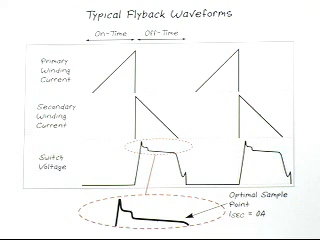 Typical Flyback Waveforms
On-Time Off-Time
Primary
Winding
Current
Secondary
Winding
Current
Switch
Voltage
Optimal Sample
Point
ISEC = 0A